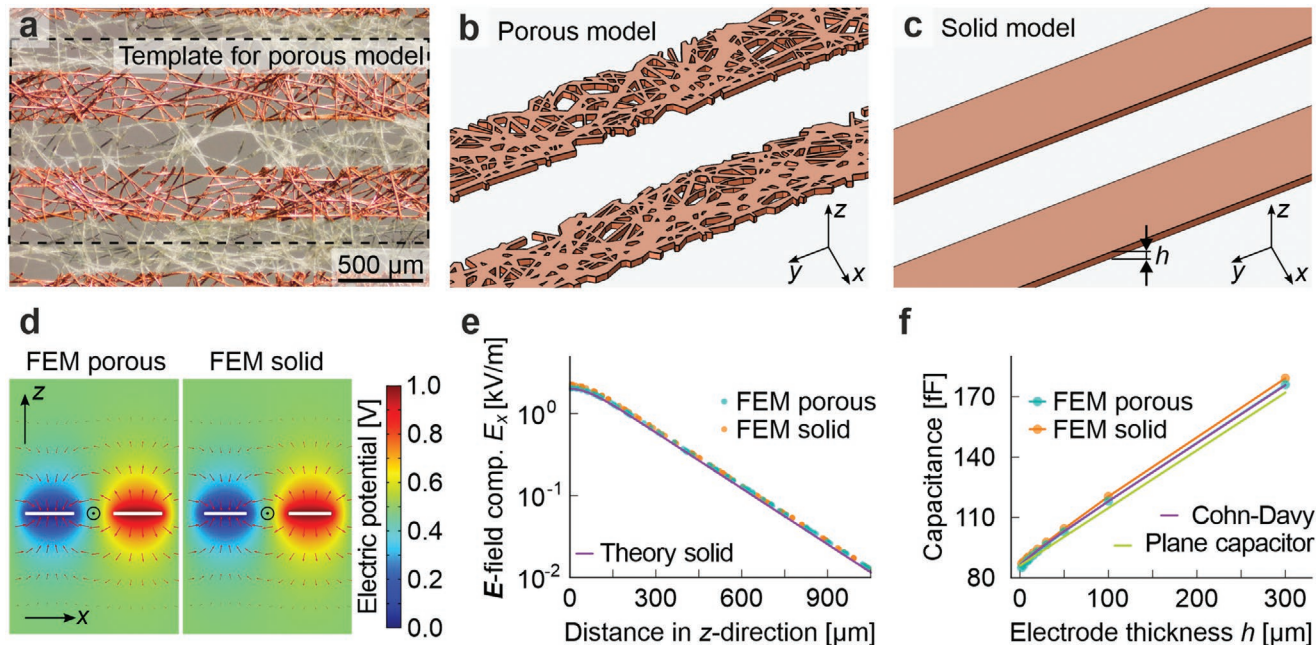 a
Template for porous model
500 µm
b Porous model
z
y
x
c Solid model
h
z
y
x
d
FEM porous
FEM solid
z
x
Electric potential [V]
1.0
0.8
0.6
0.4
0.2
0.0
e
E-field comp. Eₓ [kV/m]
10⁰
10⁻¹
10⁻²
FEM porous
FEM solid
Theory solid
0 300 600 900
Distance in z-direction [µm]
f
Capacitance [fF]
170
140
110
80
FEM porous
FEM solid
Cohn-Davy
Plane capacitor
0 100 200 300
Electrode thickness h [µm]